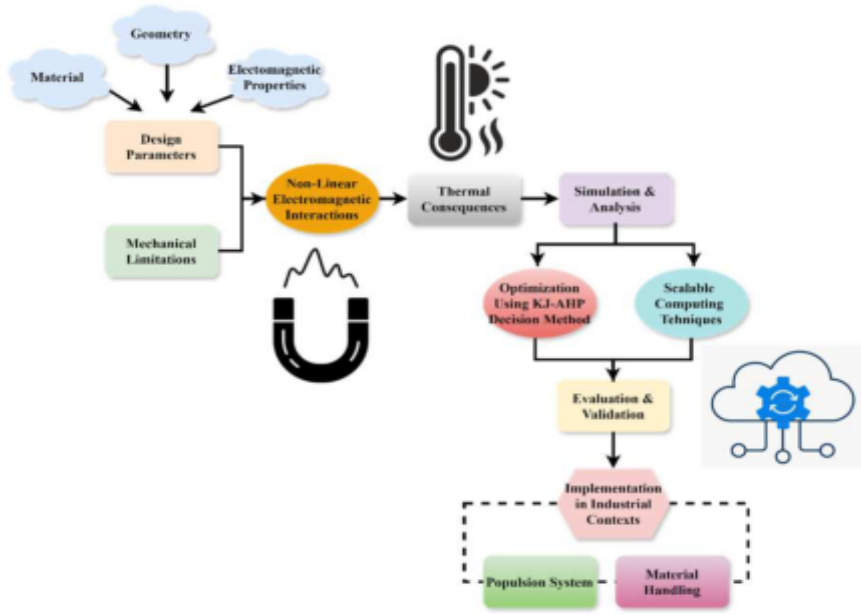 Geometry
Material
Electomagnetic
Properties
Design
Parameters
Mechanical
Limitations
Non-Linear
Electromagnetic
Interactions
Thermal
Consequences
Simulation &
Analysis
Optimization
Using KJ-AHP
Decision Method
Scalable
Computing
Tehniques
Evaluation &
Validation
Implementation
in Industrial
Contexts
Populsion System
Material
Handling